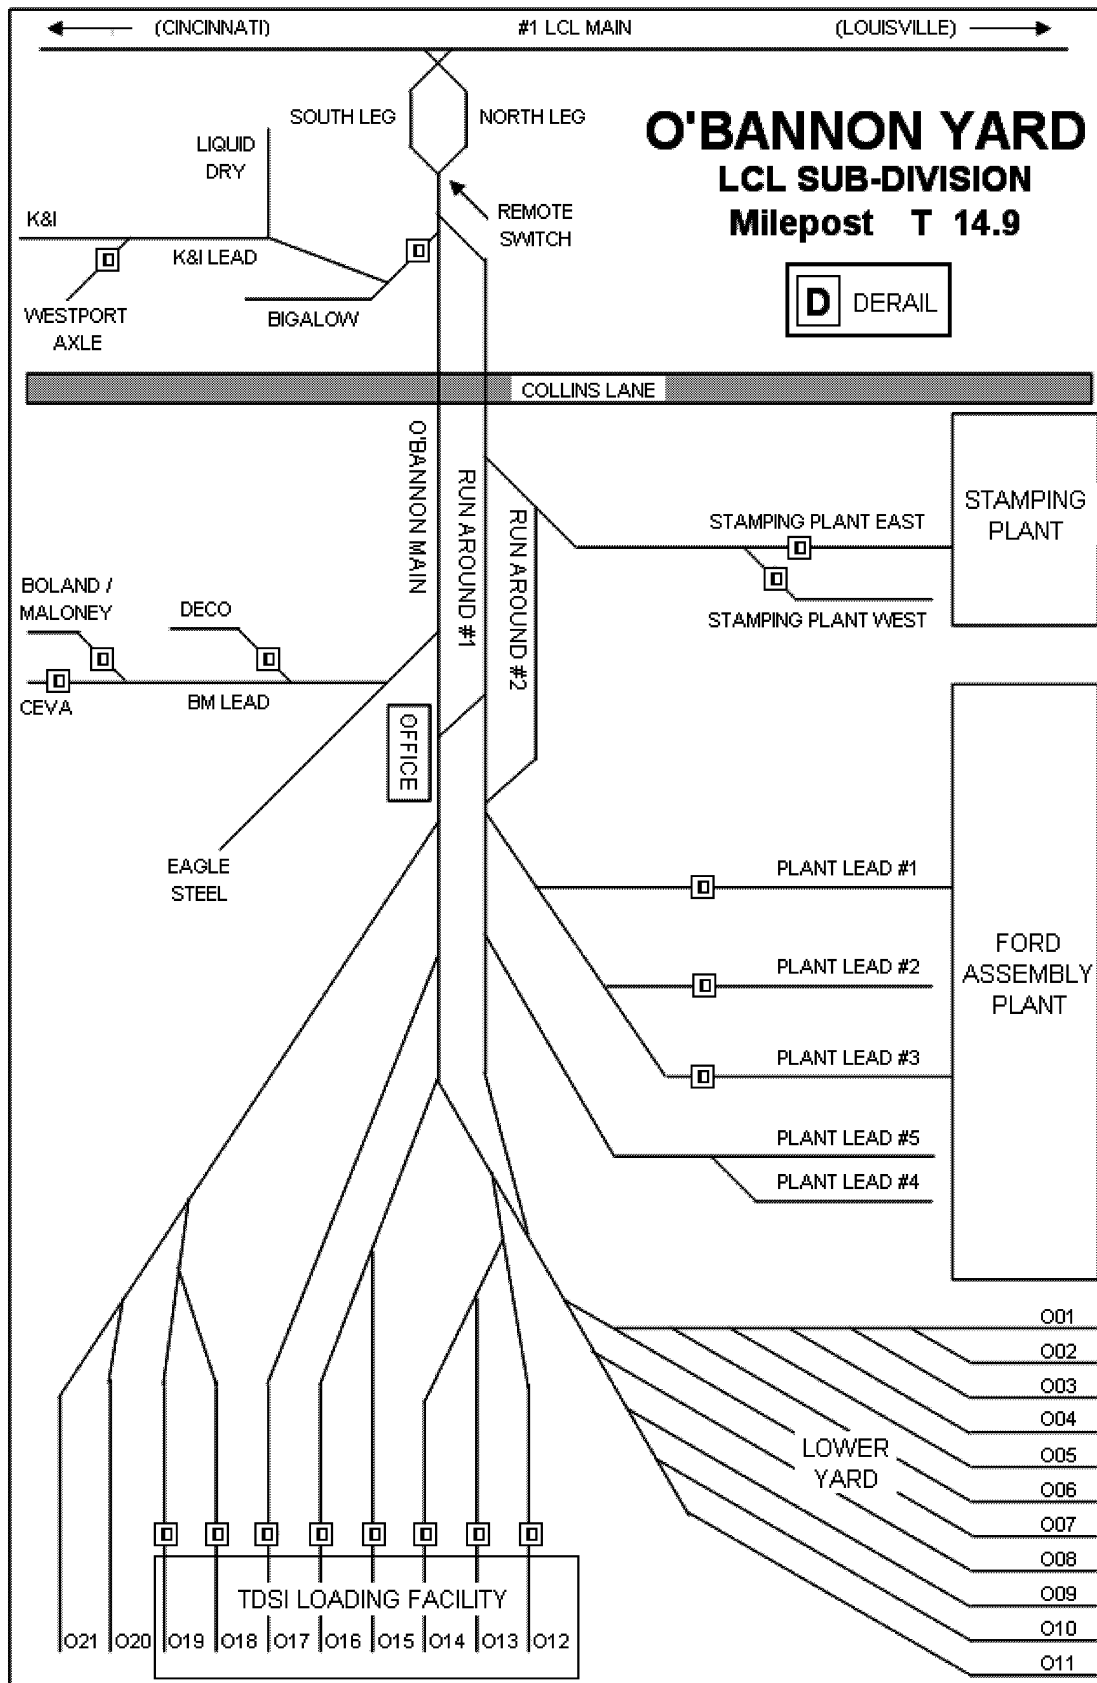 (CINCINNATI) #1 LCL MAIN (LOUISVILLE)
SOUTH LEG
NORTH LEG
O'BANNON YARD
LCL SUB-DIVISION
Milepost T 14.9
LIQUID
DRY
REMOTE
SWITCH
K&I
K&I LEAD
D
D
WESTPORT
AXLE
BIGALOW
D DERAIL
COLLINS LANE
O'BANNON MAIN
RUN AROUND #1
RUN AROUND #2
STAMPING
PLANT
STAMPING PLANT EAST
D
D
STAMPING PLANT WEST
BOLAND /
MALONEY
DECO
D
D
D
CEVA
BM LEAD
OFFICE
EAGLE
STEEL
PLANT LEAD #1
D
PLANT LEAD #2
D
PLANT LEAD #3
D
PLANT LEAD #5
PLANT LEAD #4
FORD
ASSEMBLY
PLANT
O01
O02
O03
O04
O05
O06
O07
O08
O09
O10
O11
LOWER
YARD
D D D D D D D D
TDSI LOADING FACILITY
O21 O20 O19 O18 O17 O16 O15 O14 O13 O12